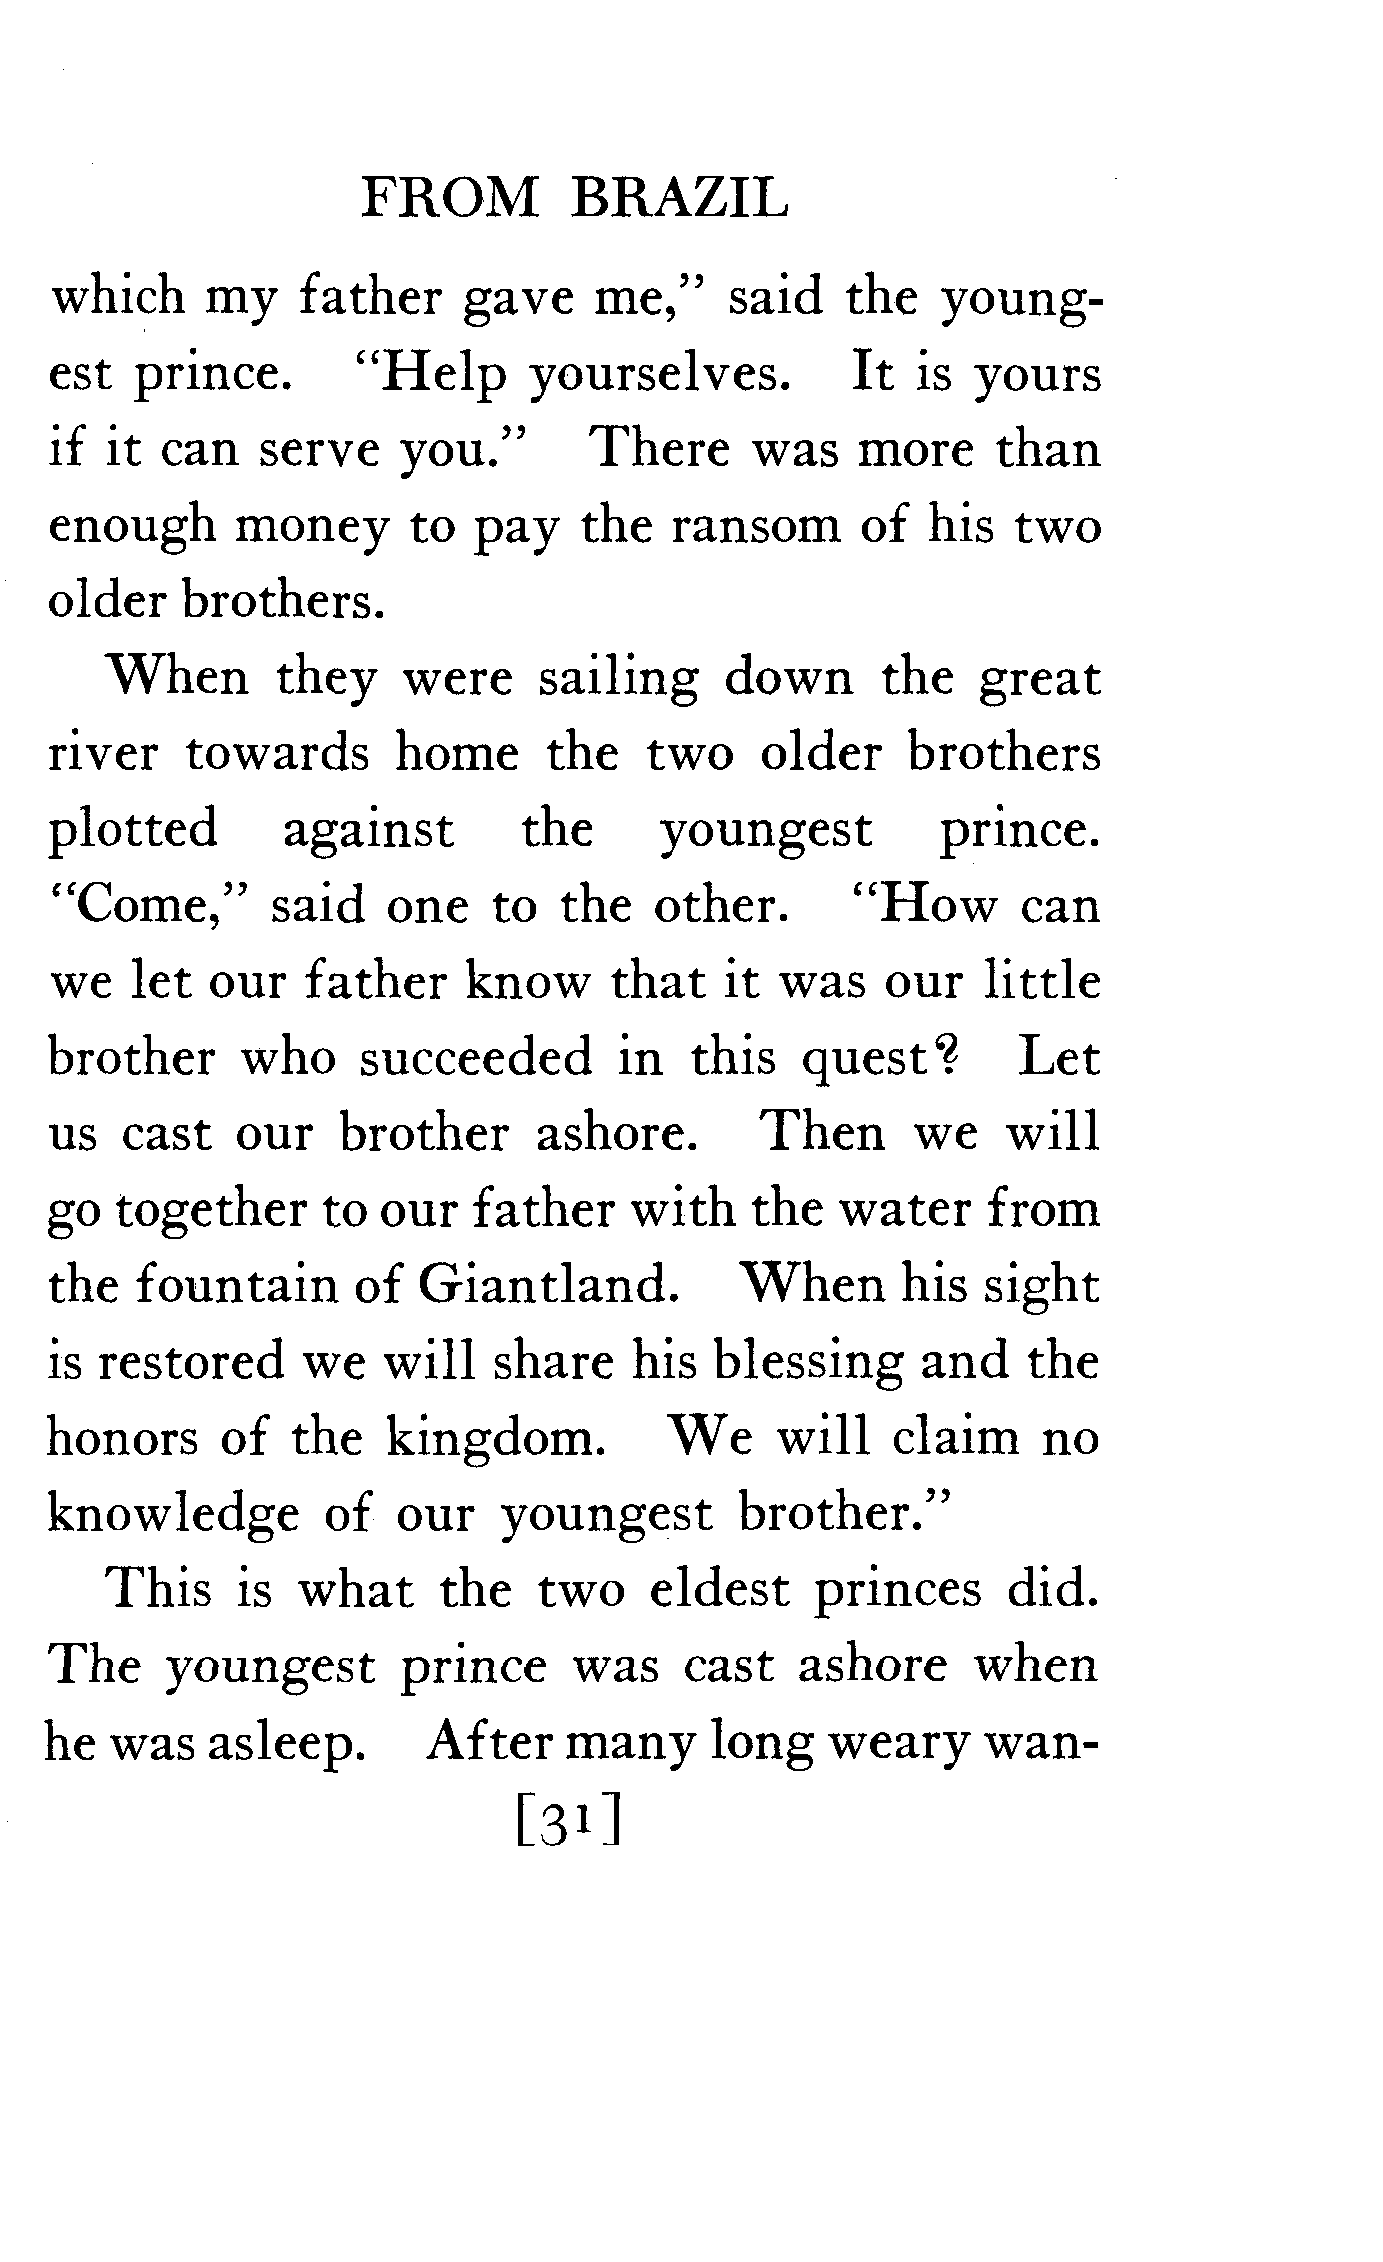 FROM BRAZIL
which my father gave me,” said the young-
est prince. “Help yourselves. It is yours
if it can serve you.” There was more than
enough money to pay the ransom of his two
older brothers.
When they were sailing down the great
river towards home the two older brothers
plotted against the youngest prince.
“Come,” said one to the other. “How can
we let our father know that it was our little
brother who succeeded in this quest? Let
us cast our brother ashore. Then we will
go together to our father with the water from
the fountain of Giantland. When his sight
is restored we will share his blessing and the
honors of the kingdom. We will claim no
knowledge of our youngest brother.”
This is what the two eldest princes did.
The youngest prince was cast ashore when
he was asleep. After many long weary wan-
[31]